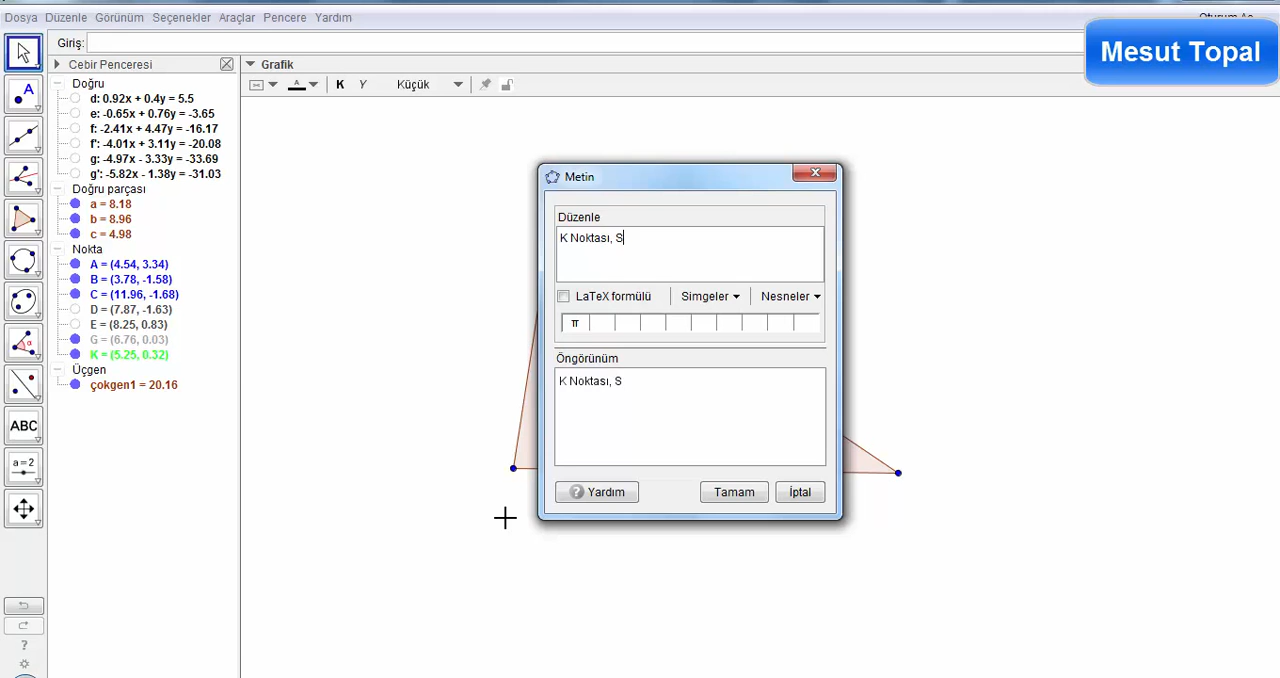 Dosya Düzenle Görünüm Seçenekler Araçlar Pencere Yardım
Mesut Topal
Giriş:
Cebir Penceresi
Grafik
K Y Küçük
A
Doğru
d: 0.92x + 0.4y = 5.5
e: -0.65x + 0.76y = -3.65
f: -2.41x + 4.47y = -16.17
f': -4.01x + 3.11y = -20.08
g: -4.97x - 3.33y = -33.69
g': -5.82x - 1.38y = -31.03
Doğru parçası
a = 8.18
b = 8.96
c = 4.98
Nokta
A = (4.54, 3.34)
B = (3.78, -1.58)
C = (11.96, -1.68)
D = (7.87, -1.63)
E = (8.25, 0.83)
G = (6.76, 0.03)
K = (5.25, 0.32)
Üçgen
çokgen1 = 20.16
A
α
ABC
a=2
?
Metin
Düzenle
K Noktası, S
LaTeX formülü Simgeler Nesneler
π
Öngörünüm
K Noktası, S
? Yardım Tamam İptal